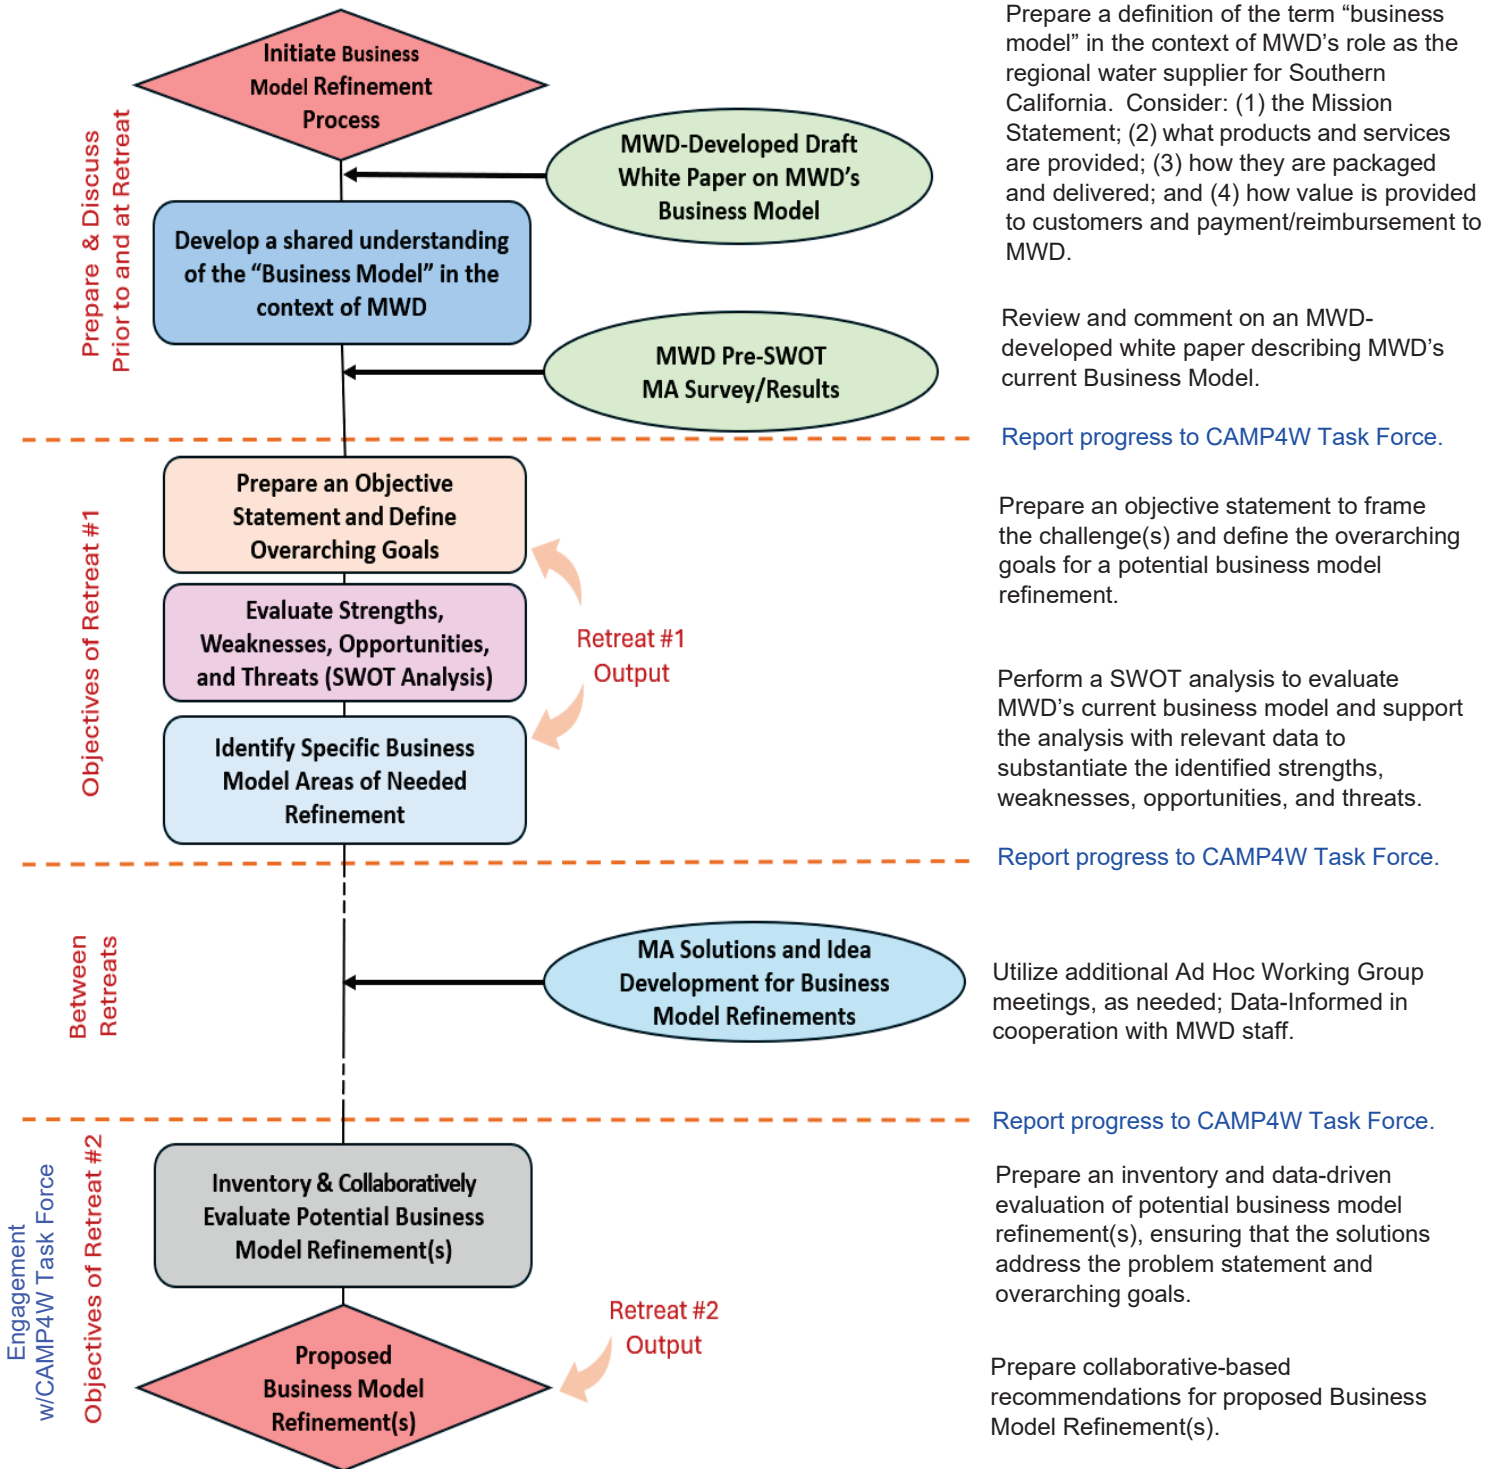 Initiate Business
Model Refinement
Process
MWD-Developed Draft
White Paper on MWD's
Business Model
Develop a shared understanding
of the “Business Model” in the
context of MWD
MWD Pre-SWOT
MA Survey/Results
Prepare & Discuss
Prior to and at Retreat
Prepare a definition of the term “business
model” in the context of MWD’s role as the
regional water supplier for Southern
California.  Consider: (1) the Mission
Statement; (2) what products and services
are provided; (3) how they are packaged
and delivered; and (4) how value is provided
to customers and payment/reimbursement to
MWD.
Review and comment on an MWD-
developed white paper describing MWD’s
current Business Model.
Report progress to CAMP4W Task Force.
Objectives of Retreat #1
Prepare an Objective
Statement and Define
Overarching Goals
Evaluate Strengths,
Weaknesses, Opportunities,
and Threats (SWOT Analysis)
Identify Specific Business
Model Areas of Needed
Refinement
Retreat #1
Output
Prepare an objective statement to frame
the challenge(s) and define the overarching
goals for a potential business model
refinement.
Perform a SWOT analysis to evaluate
MWD’s current business model and support
the analysis with relevant data to
substantiate the identified strengths,
weaknesses, opportunities, and threats.
Report progress to CAMP4W Task Force.
Between
Retreats
MA Solutions and Idea
Development for Business
Model Refinements
Utilize additional Ad Hoc Working Group
meetings, as needed; Data-Informed in
cooperation with MWD staff.
Report progress to CAMP4W Task Force.
Engagement
w/CAMP4W Task Force
Objectives of Retreat #2
Inventory & Collaboratively
Evaluate Potential Business
Model Refinement(s)
Proposed
Business Model
Refinement(s)
Retreat #2
Output
Prepare an inventory and data-driven
evaluation of potential business model
refinement(s), ensuring that the solutions
address the problem statement and
overarching goals.
Prepare collaborative-based
recommendations for proposed Business
Model Refinement(s).